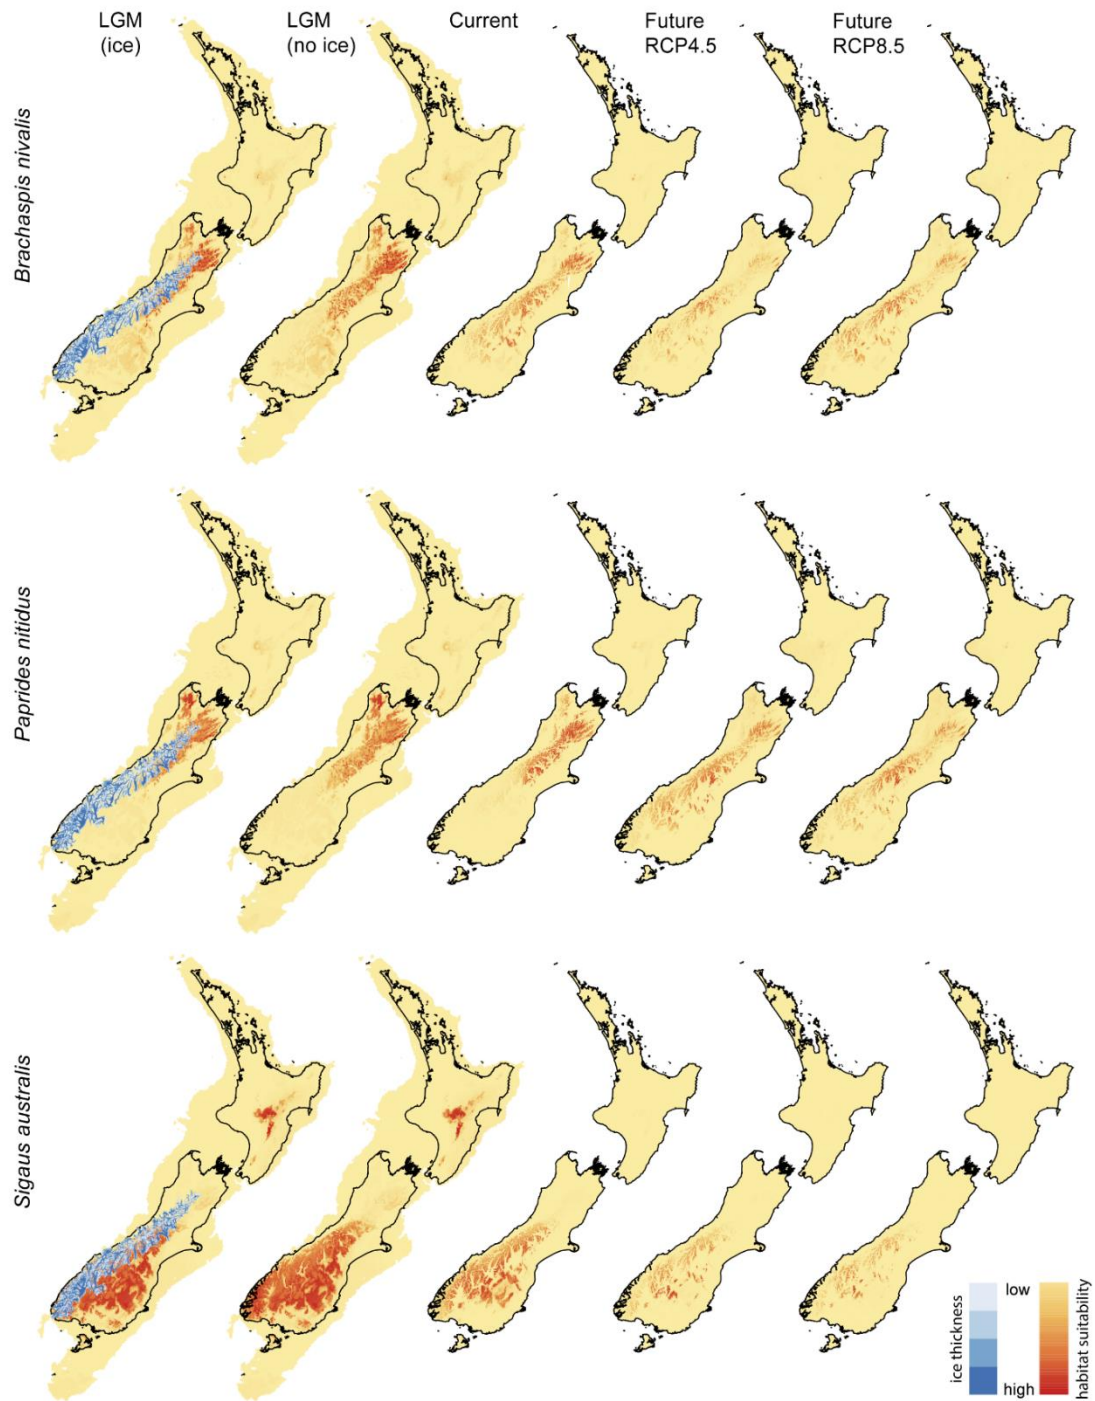 LGM
(ice)
LGM
(no ice)
Current
Future
RCP4.5
Future
RCP8.5
Brachaspis nivalis
Paprides nitidus
Sigaus australis
ice thickness
low
high
habitat suitability